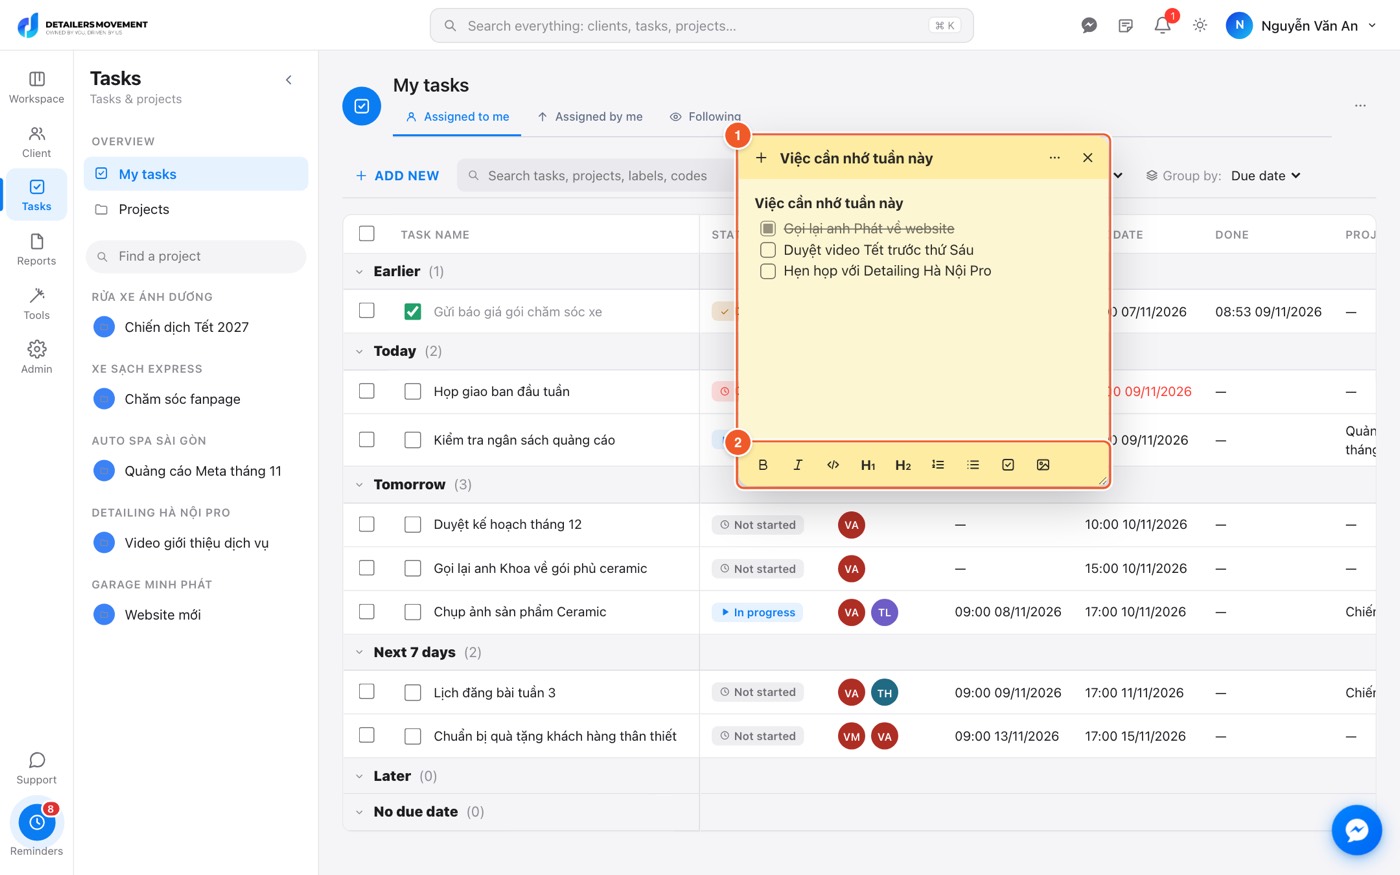 DETAILERS MOVEMENT
OWNED BY YOU, DRIVEN BY US
Search everything: clients, tasks, projects...
⌘ K
1
N
Nguyễn Văn An
Workspace
Client
Tasks
Reports
Tools
Admin
Support
8
Reminders
Tasks
Tasks & projects
OVERVIEW
My tasks
Projects
Find a project
RỬA XE ÁNH DƯƠNG
Chiến dịch Tết 2027
XE SẠCH EXPRESS
Chăm sóc fanpage
AUTO SPA SÀI GÒN
Quảng cáo Meta tháng 11
DETAILING HÀ NỘI PRO
Video giới thiệu dịch vụ
GARAGE MINH PHÁT
Website mới
My tasks
Assigned to me
Assigned by me
Following
+ ADD NEW
Search tasks, projects, labels, codes
Group by: Due date
1
Việc cần nhớ tuần này
Việc cần nhớ tuần này
Gọi lại anh Phát về website
Duyệt video Tết trước thứ Sáu
Hẹn họp với Detailing Hà Nội Pro
2
B I </> H1 H2
TASK NAME STA DATE DONE PROJ
Earlier (1)
Gửi báo giá gói chăm sóc xe 0 07/11/2026 08:53 09/11/2026 —
Today (2)
Họp giao ban đầu tuần 0 09/11/2026 — —
Kiểm tra ngân sách quảng cáo 0 09/11/2026 — Quản
tháng
Tomorrow (3)
Duyệt kế hoạch tháng 12 Not started VA — 10:00 10/11/2026 — —
Gọi lại anh Khoa về gói phủ ceramic Not started VA — 15:00 10/11/2026 — —
Chụp ảnh sản phẩm Ceramic In progress VA TL 09:00 08/11/2026 17:00 10/11/2026 — Chiến
Next 7 days (2)
Lịch đăng bài tuần 3 Not started VA TH 09:00 09/11/2026 17:00 11/11/2026 — Chiến
Chuẩn bị quà tặng khách hàng thân thiết Not started VM VA 09:00 13/11/2026 17:00 15/11/2026 — —
Later (0)
No due date (0)